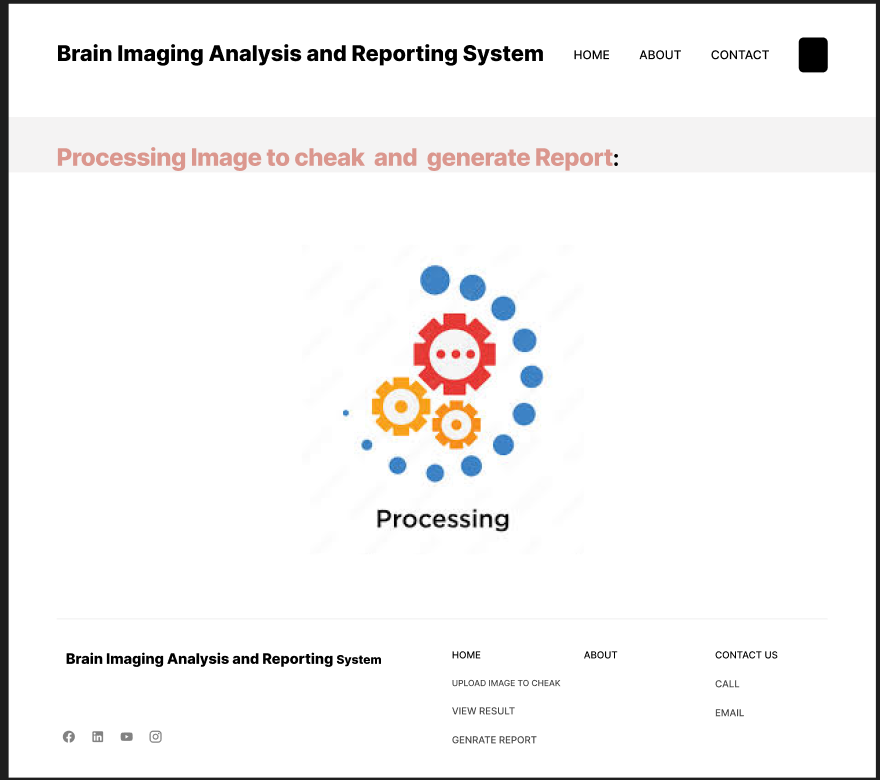 Brain Imaging Analysis and Reporting System
HOME ABOUT CONTACT
Processing Image to cheak and generate Report:
Processing
Brain Imaging Analysis and Reporting System
HOME
UPLOAD IMAGE TO CHEAK
VIEW RESULT
GENRATE REPORT
ABOUT
CONTACT US
CALL
EMAIL